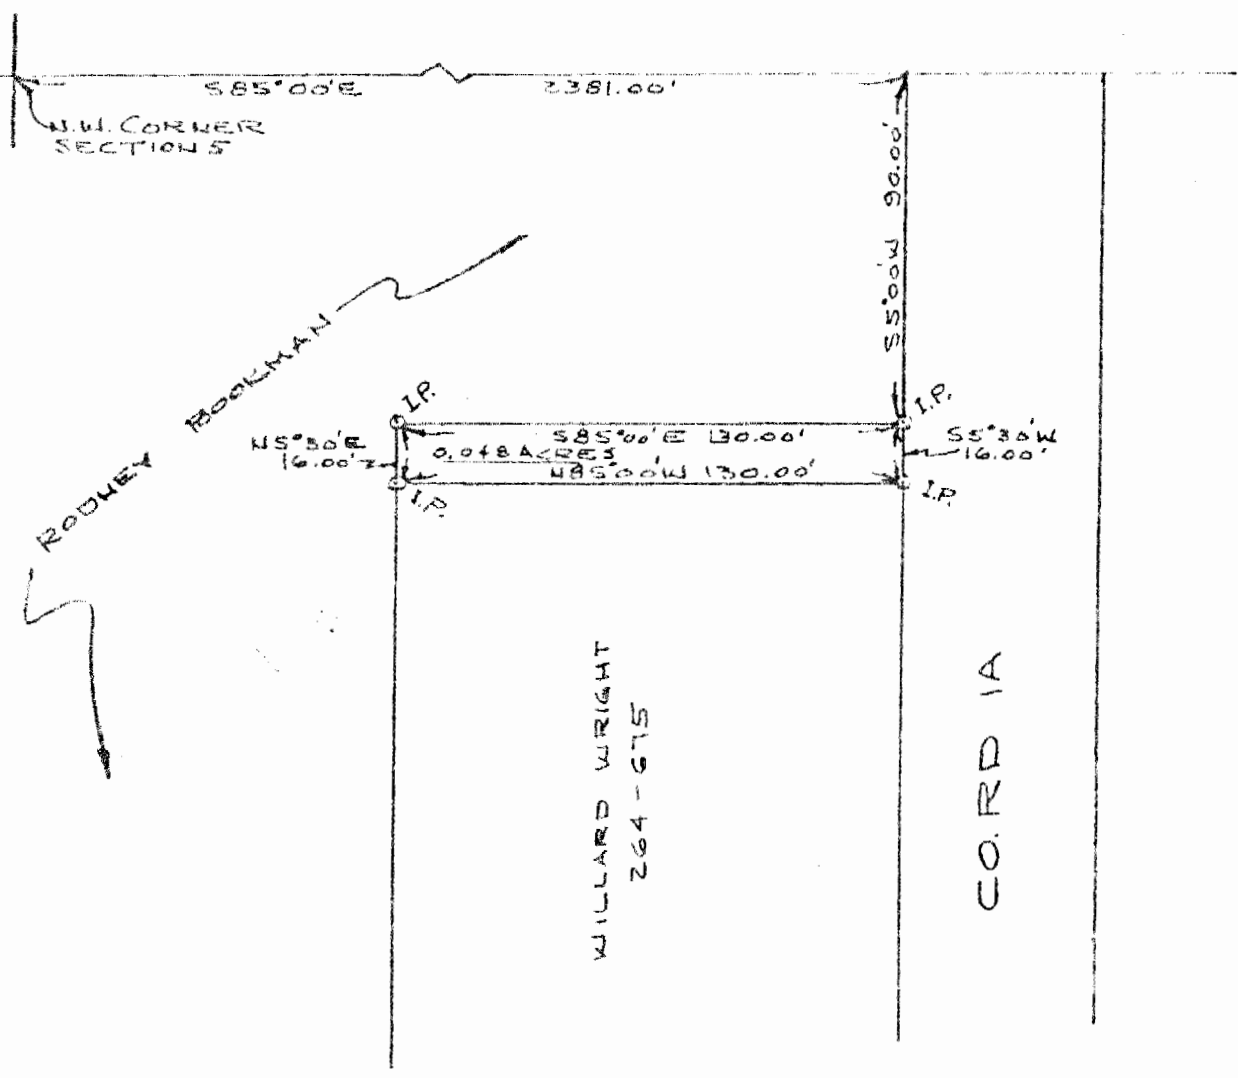 S85°00'E 2381.00'
N.W. CORNER
SECTION 5
S5°00'W 90.00'
RODNEY BOOKMAN
I.P.
I.P.
N5°30'E
16.00'
S85°00'E 130.00'
S5°30'W
16.00'
0.048 ACRES
N85°00'W 130.00'
I.P.
I.P.
WILLARD WRIGHT
264-675
CO. RD 1A